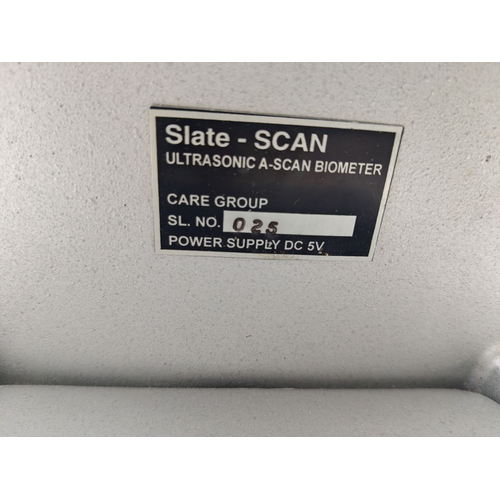 Slate - SCAN
ULTRASONIC A-SCAN BIOMETER
CARE GROUP
SL. NO. 025
POWER SUPPLY DC 5V